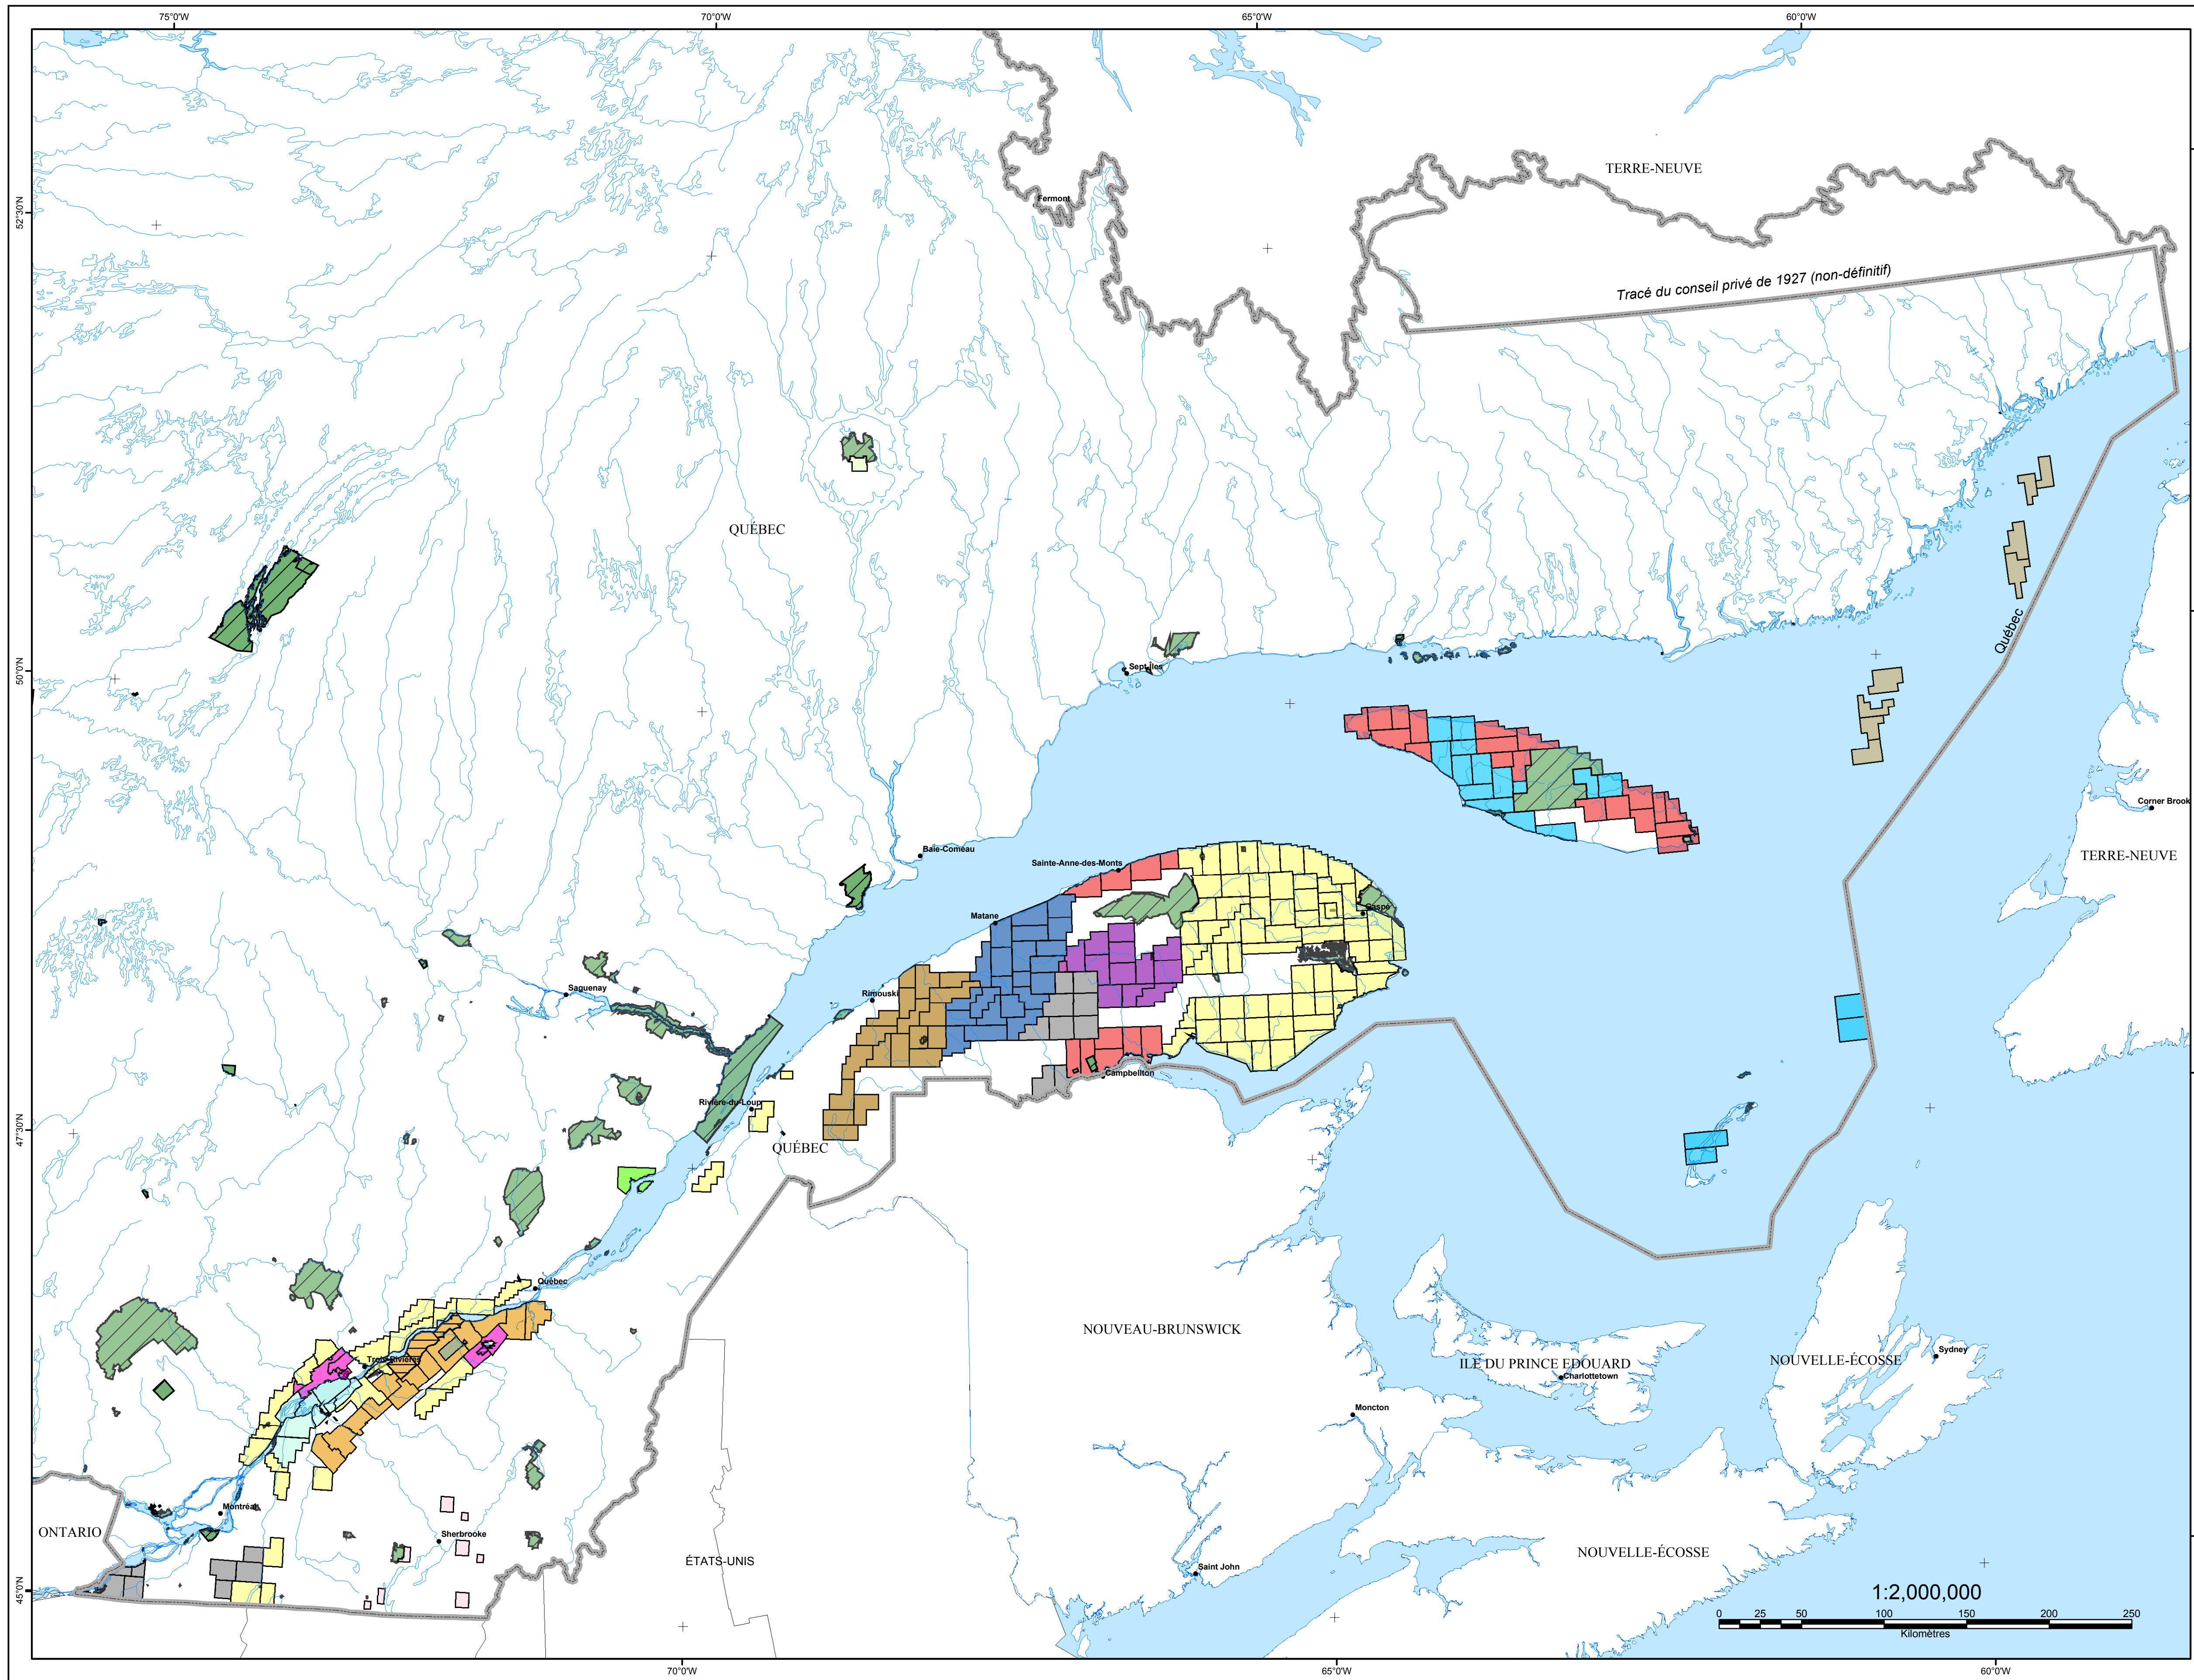 75°0'W 70°0'W 65°0'W 60°0'W
TERRE-NEUVE
Fermont
52°30'N
Tracé du conseil privé de 1927 (non-définitif)
QUÉBEC
Québec
50°0'N
Sept-Îles
Corner Brook
Baie-Comeau
TERRE-NEUVE
Sainte-Anne-des-Monts
Gaspé
Matane
Saguenay
Rimouski
Campbellton
Rivière-du-Loup
47°30'N
QUÉBEC
Québec
NOUVEAU-BRUNSWICK
Sydney
ILE DU PRINCE EDOUARD
NOUVELLE-ÉCOSSE
Trois-Rivières
Charlottetown
Moncton
Montréal
ONTARIO
Sherbrooke
NOUVELLE-ÉCOSSE
ÉTATS-UNIS
Saint John
45°0'N
1:2,000,000
0 25 50 100 150 200 250
Kilomètres
70°0'W 65°0'W 60°0'W